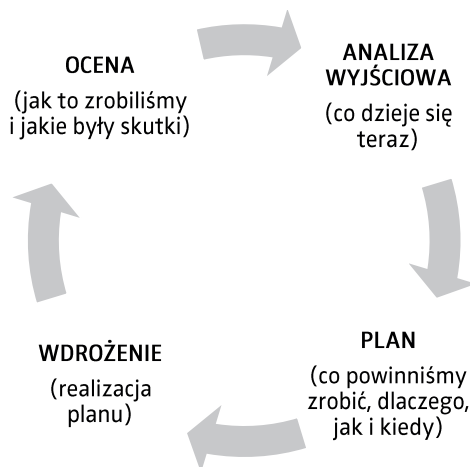 OCENA
(jak to zrobiliśmy
i jakie były skutki)
ANALIZA
WYJŚCIOWA
(co dzieje się
teraz)
PLAN
(co powinniśmy
zrobić, dlaczego,
jak i kiedy)
WDROŻENIE
(realizacja
planu)